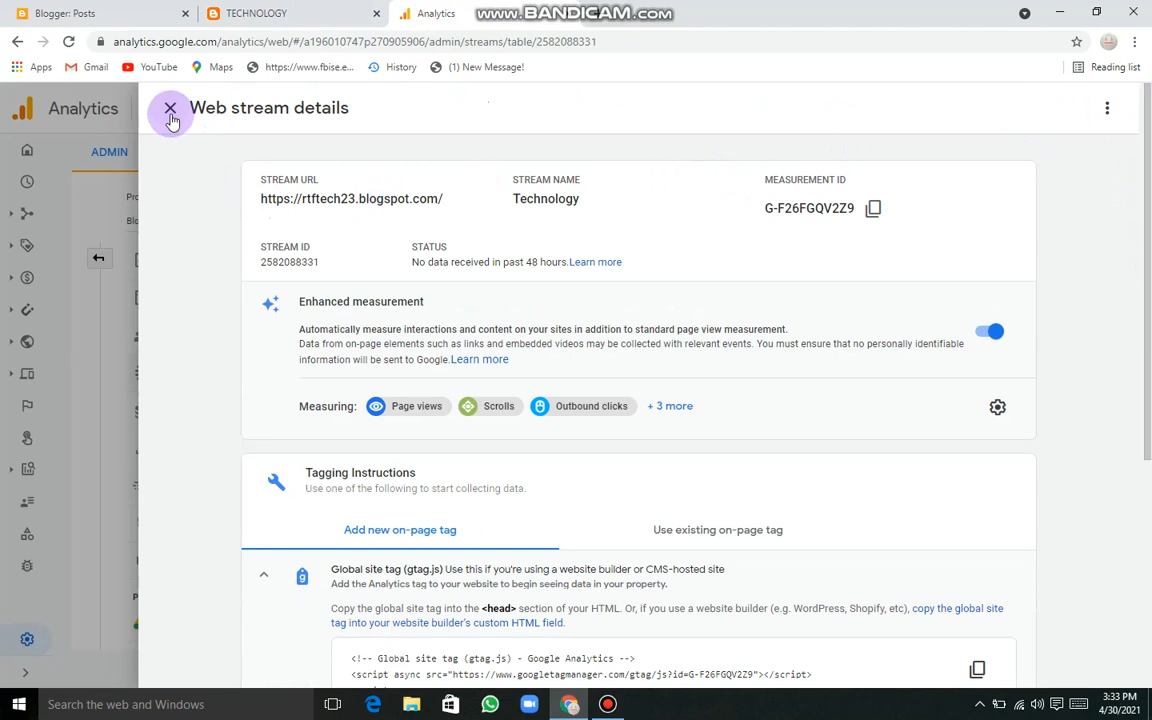 Blogger: Posts
TECHNOLOGY
Analytics
www.BANDICAM.com
analytics.google.com/analytics/web/#/a196010747p270905906/admin/streams/table/2582088331
Apps
Gmail
YouTube
Maps
https://www.fbise.e...
History
(1) New Message!
Reading list
Analytics
Web stream details
ADMIN
STREAM URL
STREAM NAME
MEASUREMENT ID
https://rtftech23.blogspot.com/
Technology
G-F26FGQV2Z9
STREAM ID
STATUS
2582088331
No data received in past 48 hours. Learn more
Enhanced measurement
Automatically measure interactions and content on your sites in addition to standard page view measurement.
Data from on-page elements such as links and embedded videos may be collected with relevant events. You must ensure that no personally identifiable
information will be sent to Google. Learn more
Measuring:
Page views
Scrolls
Outbound clicks
+ 3 more
Tagging Instructions
Use one of the following to start collecting data.
Add new on-page tag
Use existing on-page tag
Global site tag (gtag.js) Use this if you're using a website builder or CMS-hosted site
Add the Analytics tag to your website to begin seeing data in your property.
Copy the global site tag into the <head> section of your HTML. Or, if you use a website builder (e.g. WordPress, Shopify, etc), copy the global site
tag into your website builder's custom HTML field.
<!-- Global site tag (gtag.js) - Google Analytics -->
<script async src="https://www.googletagmanager.com/gtag/js?id=G-F26FGQV2Z9"></script>
Search the web and Windows
3:33 PM
4/30/2021